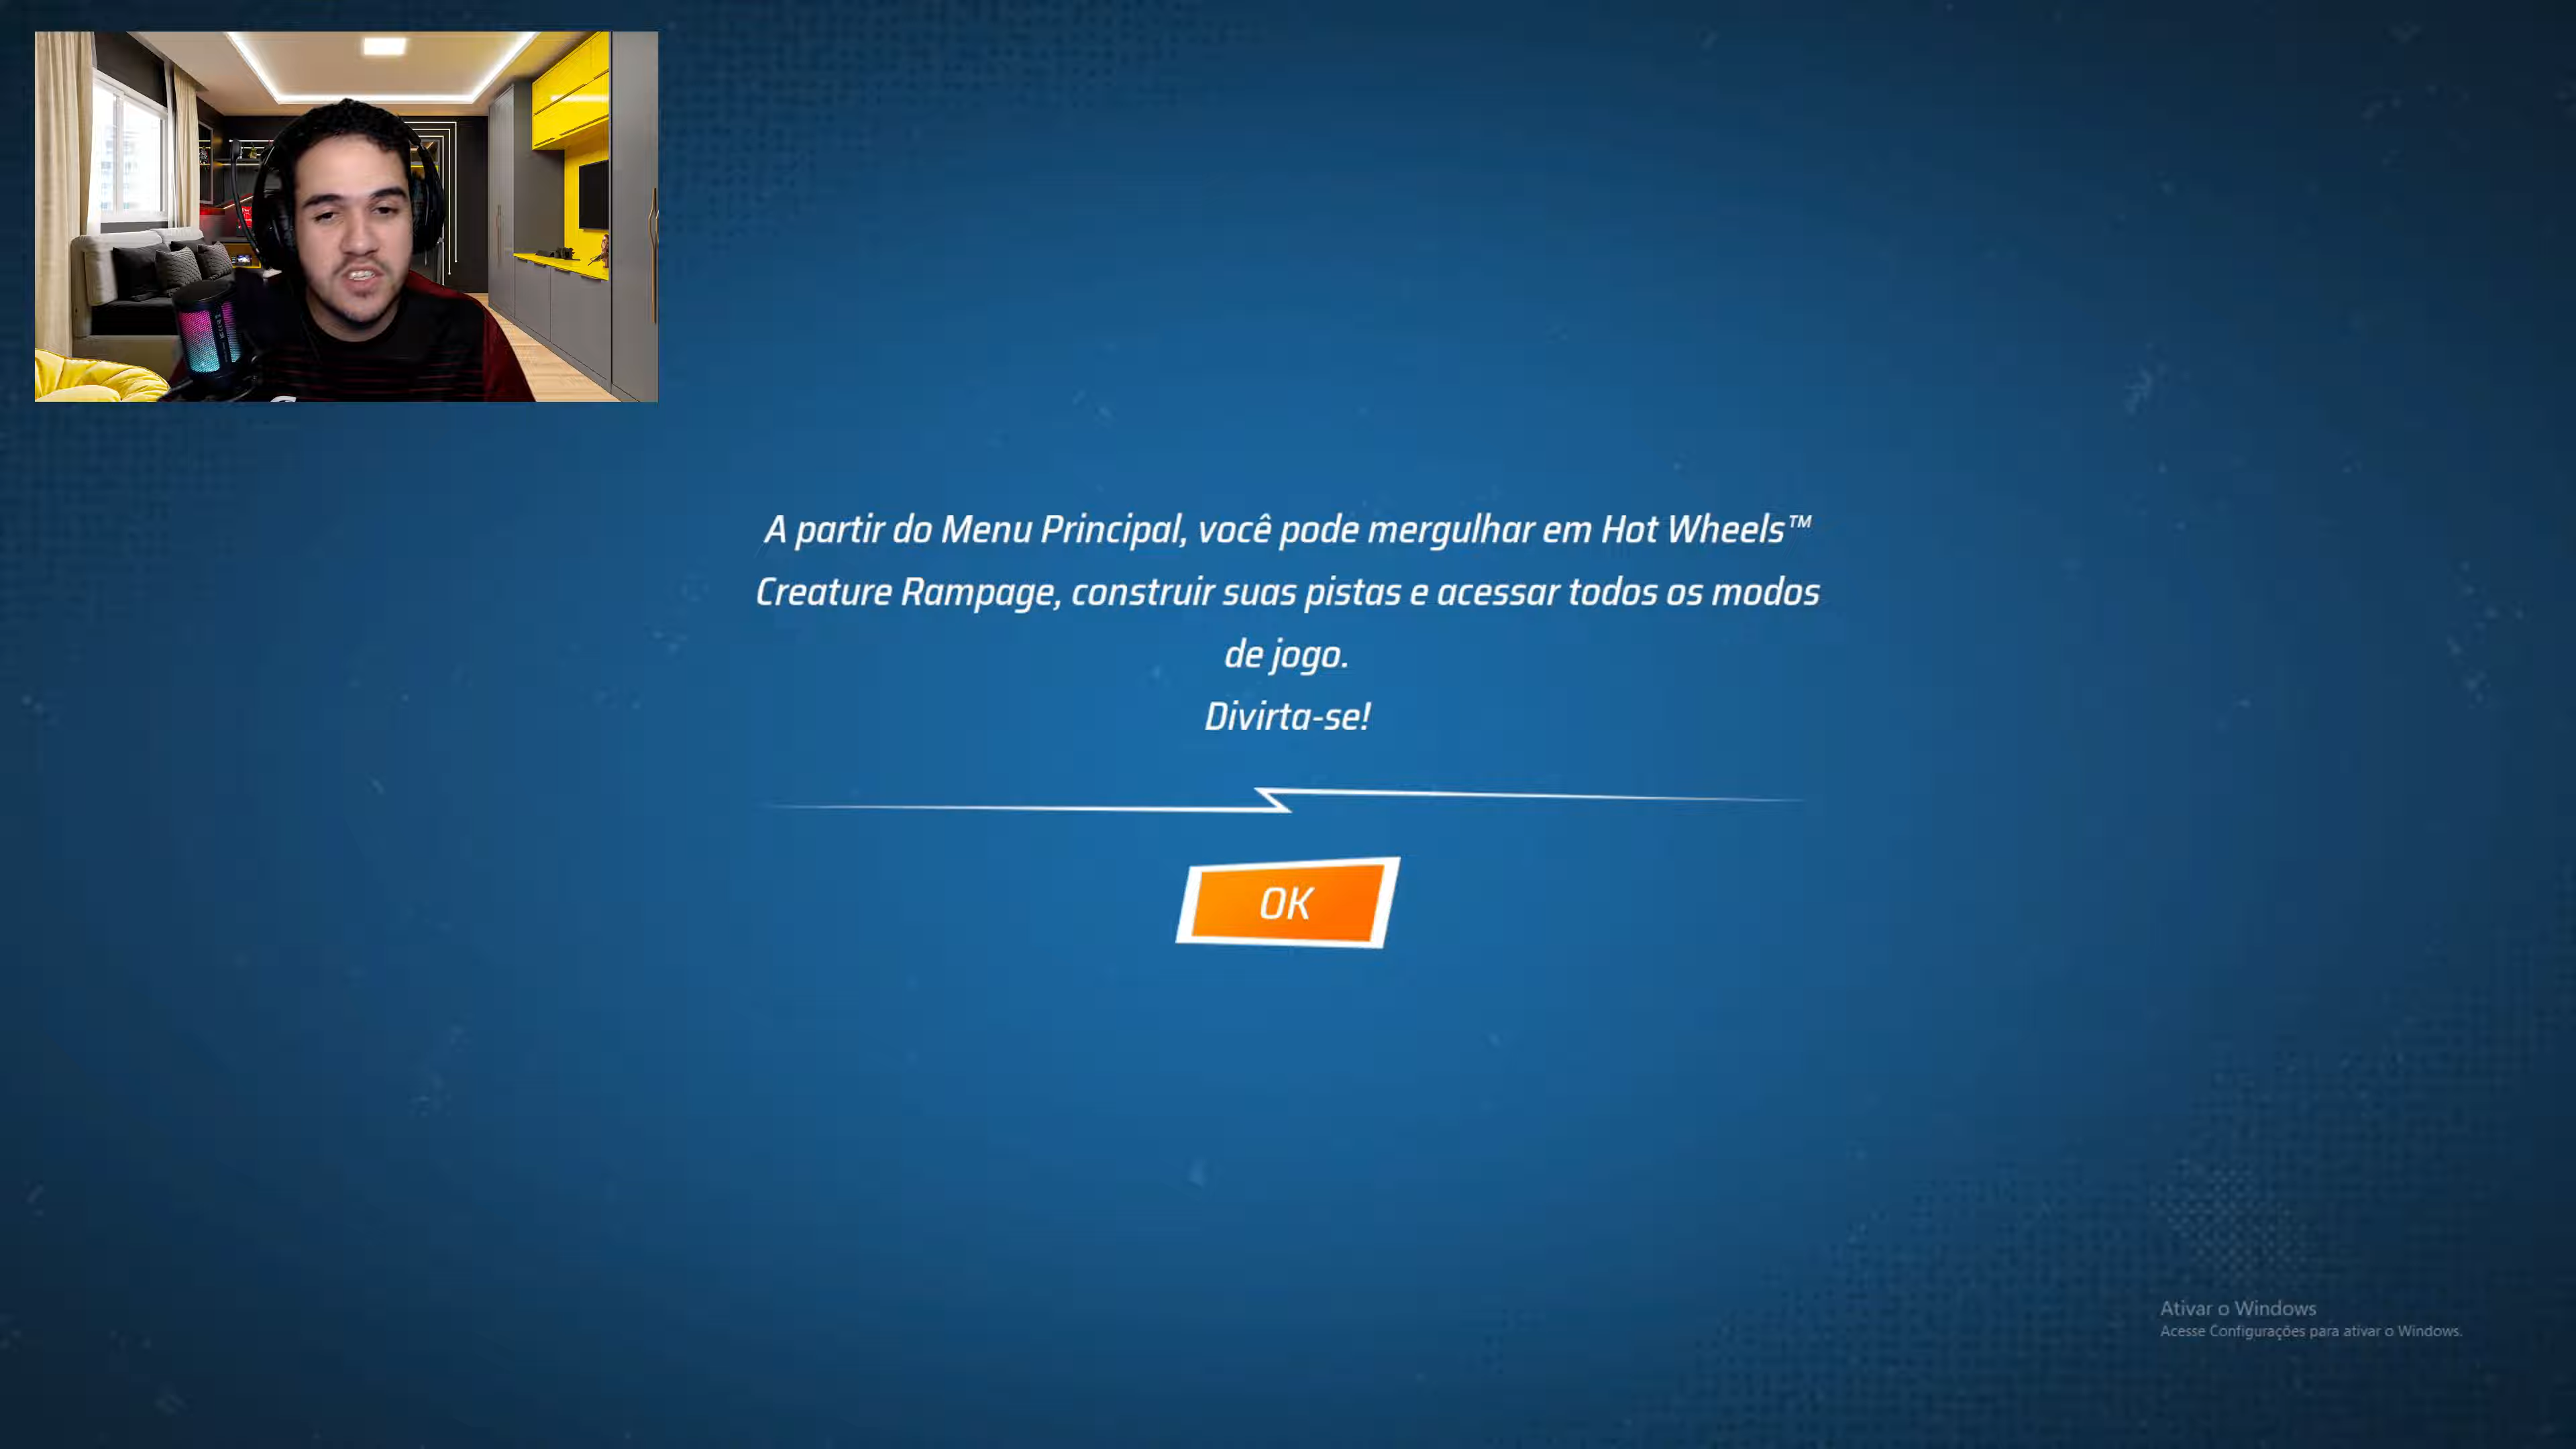 A partir do Menu Principal, você pode mergulhar em Hot Wheels™
Creature Rampage, construir suas pistas e acessar todos os modos
de jogo.
Divirta-se!
OK
Ativar o Windows
Acesse Configurações para ativar o Windows.